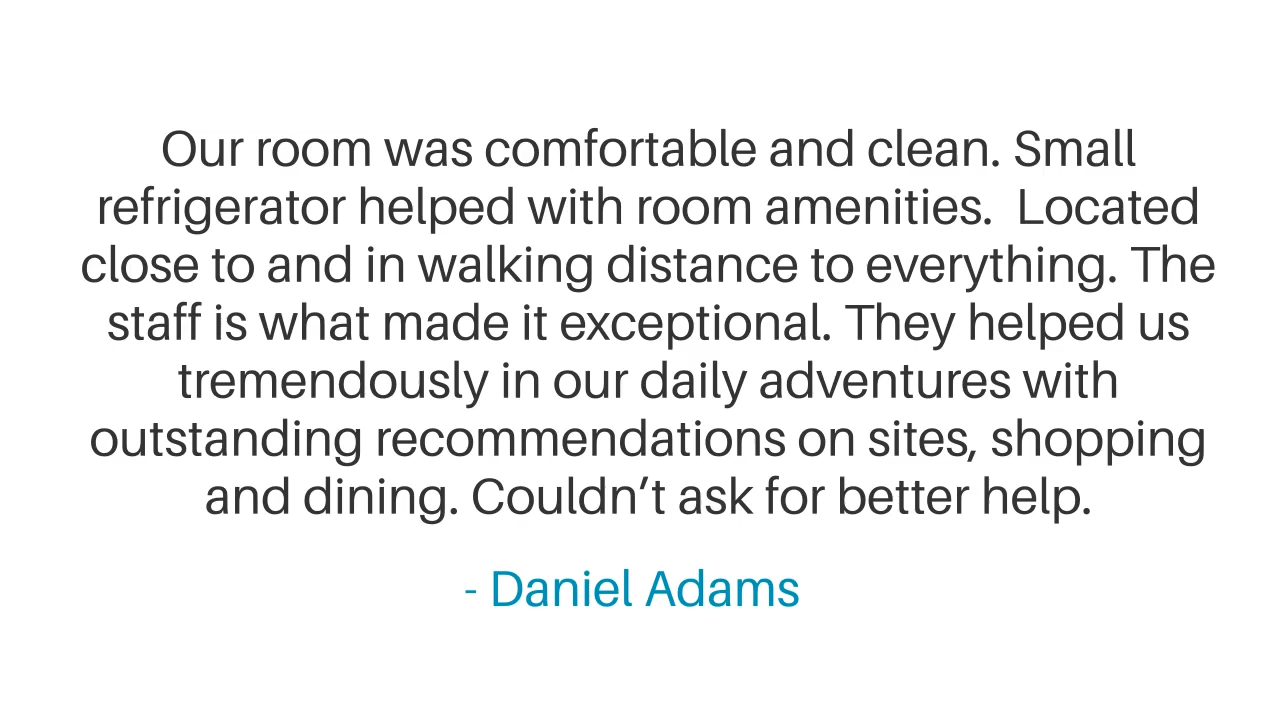 Our room was comfortable and clean. Small
refrigerator helped with room amenities.  Located
close to and in walking distance to everything. The
staff is what made it exceptional. They helped us
tremendously in our daily adventures with
outstanding recommendations on sites, shopping
and dining. Couldn’t ask for better help.
- Daniel Adams